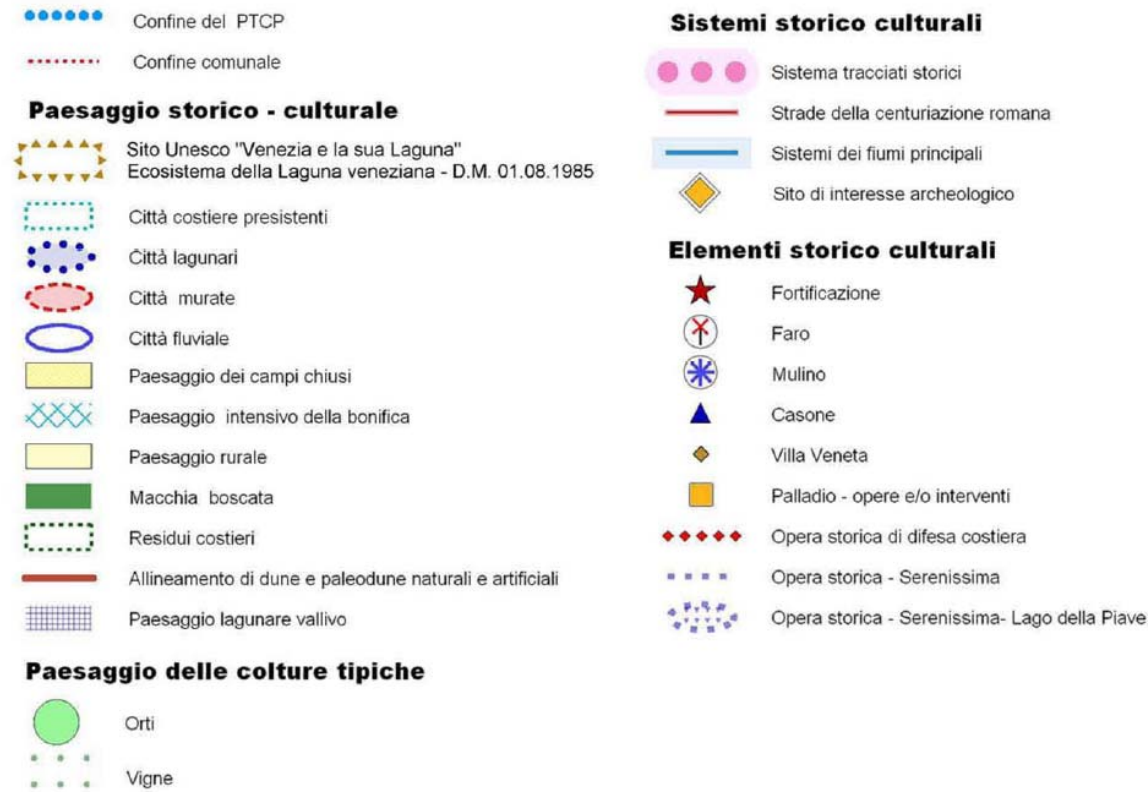 Confine del PTCP
Confine comunale
Paesaggio storico - culturale
Sito Unesco "Venezia e la sua Laguna"
Ecosistema della Laguna veneziana - D.M. 01.08.1985
Città costiere presistenti
Città lagunari
Città murate
Città fluviale
Paesaggio dei campi chiusi
Paesaggio intensivo della bonifica
Paesaggio rurale
Macchia boscata
Residui costieri
Allineamento di dune e paleodune naturali e artificiali
Paesaggio lagunare vallivo
Paesaggio delle colture tipiche
Orti
Vigne
Sistemi storico culturali
Sistema tracciati storici
Strade della centuriazione romana
Sistemi dei fiumi principali
Sito di interesse archeologico
Elementi storico culturali
Fortificazione
Faro
Mulino
Casone
Villa Veneta
Palladio - opere e/o interventi
Opera storica di difesa costiera
Opera storica - Serenissima
Opera storica - Serenissima- Lago della Piave